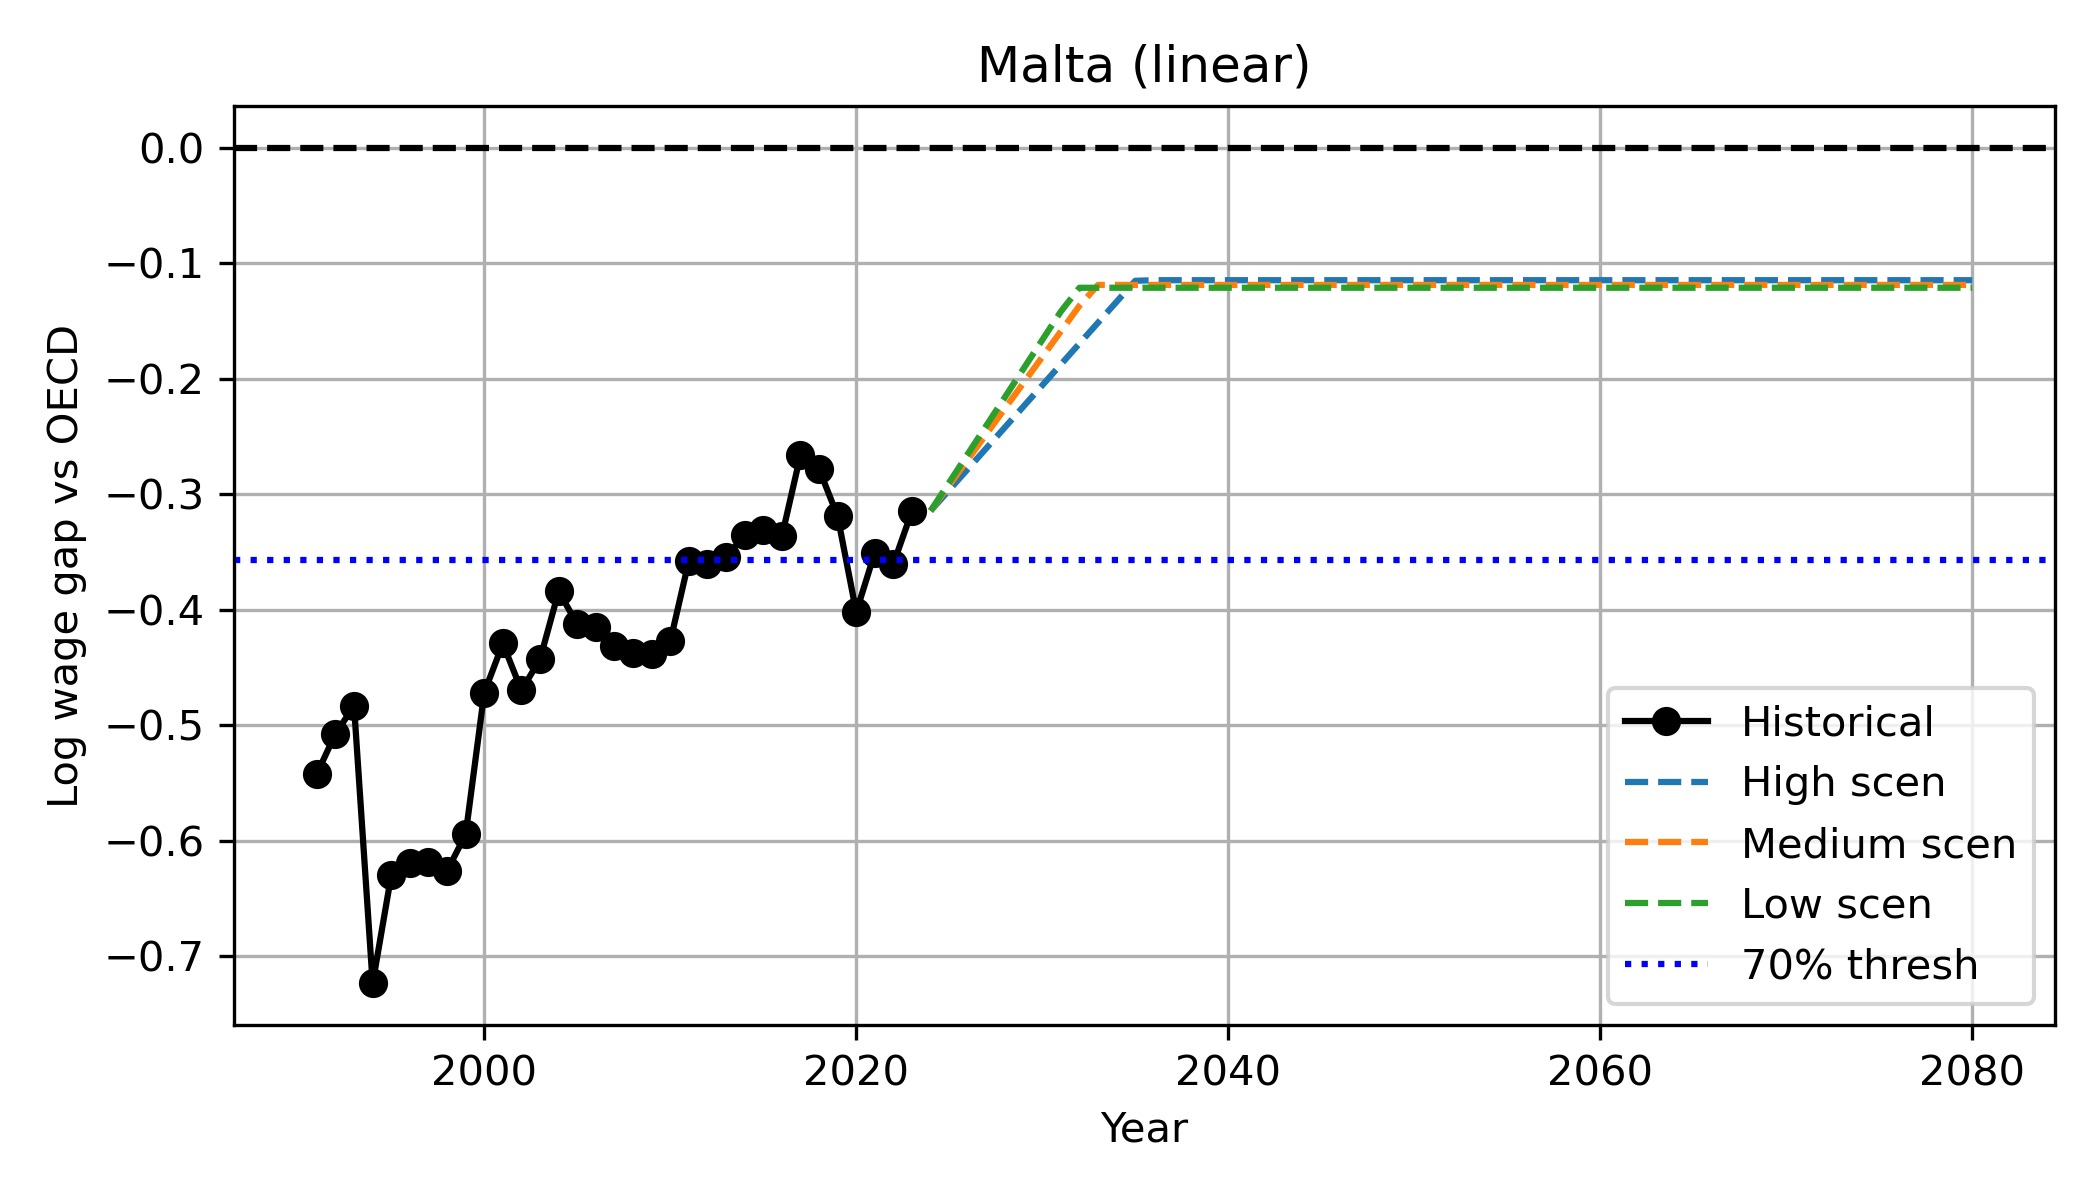 Malta (linear)
0.0
−0.1
−0.2
−0.3
−0.4
−0.5
−0.6
−0.7
Log wage gap vs OECD
Historical
High scen
Medium scen
Low scen
70% thresh
2000 2020 2040 2060 2080
Year